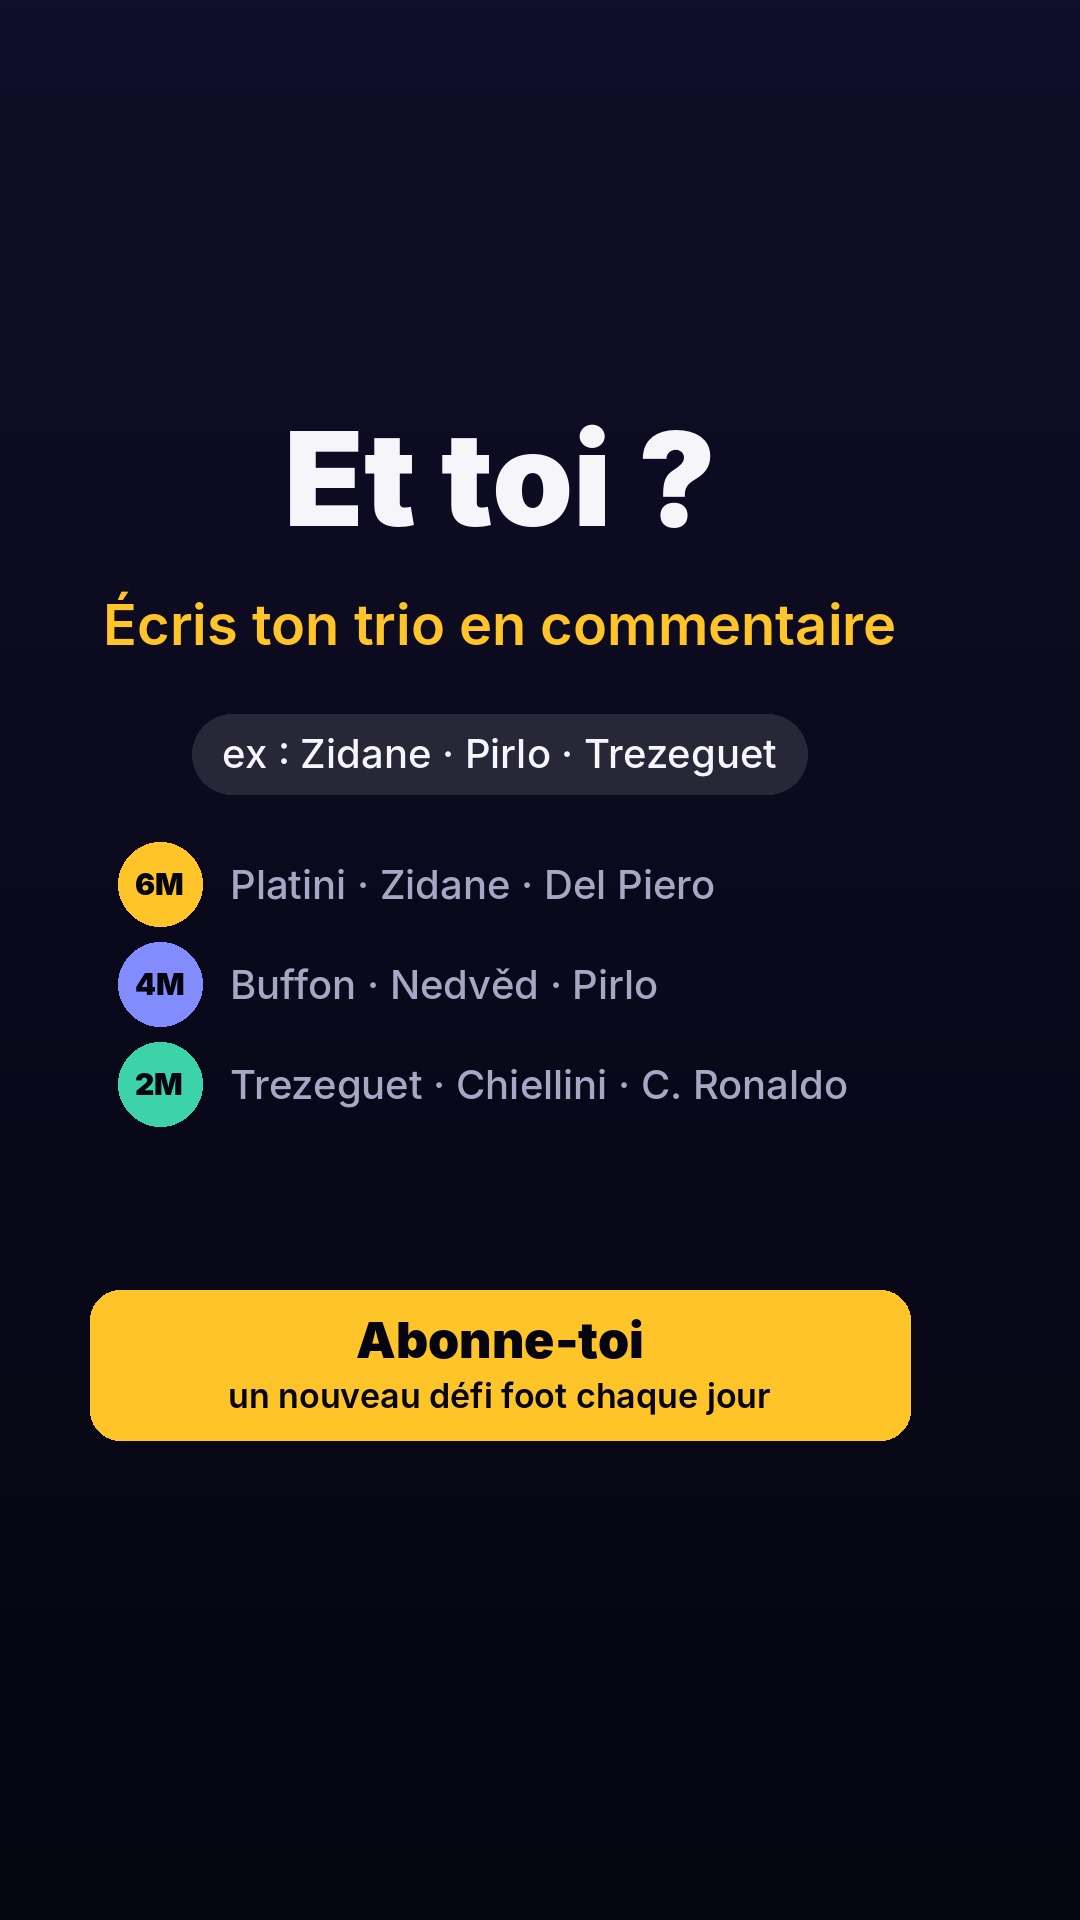 Et toi ?
Écris ton trio en commentaire
ex : Zidane · Pirlo · Trezeguet
6M Platini · Zidane · Del Piero
4M Buffon · Nedvěd · Pirlo
2M Trezeguet · Chiellini · C. Ronaldo
Abonne-toi
un nouveau défi foot chaque jour